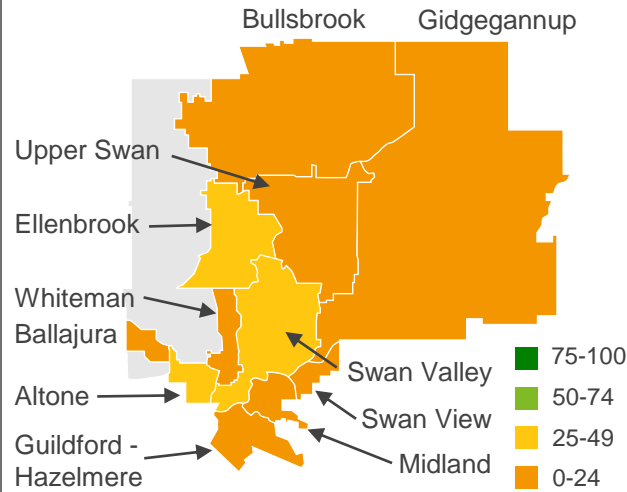 Bullsbrook Gidgegannup
Upper Swan
Ellenbrook
Whiteman
Ballajura
Altone
Guildford -
Hazelmere
Swan Valley
Swan View
Midland
75-100
50-74
25-49
0-24